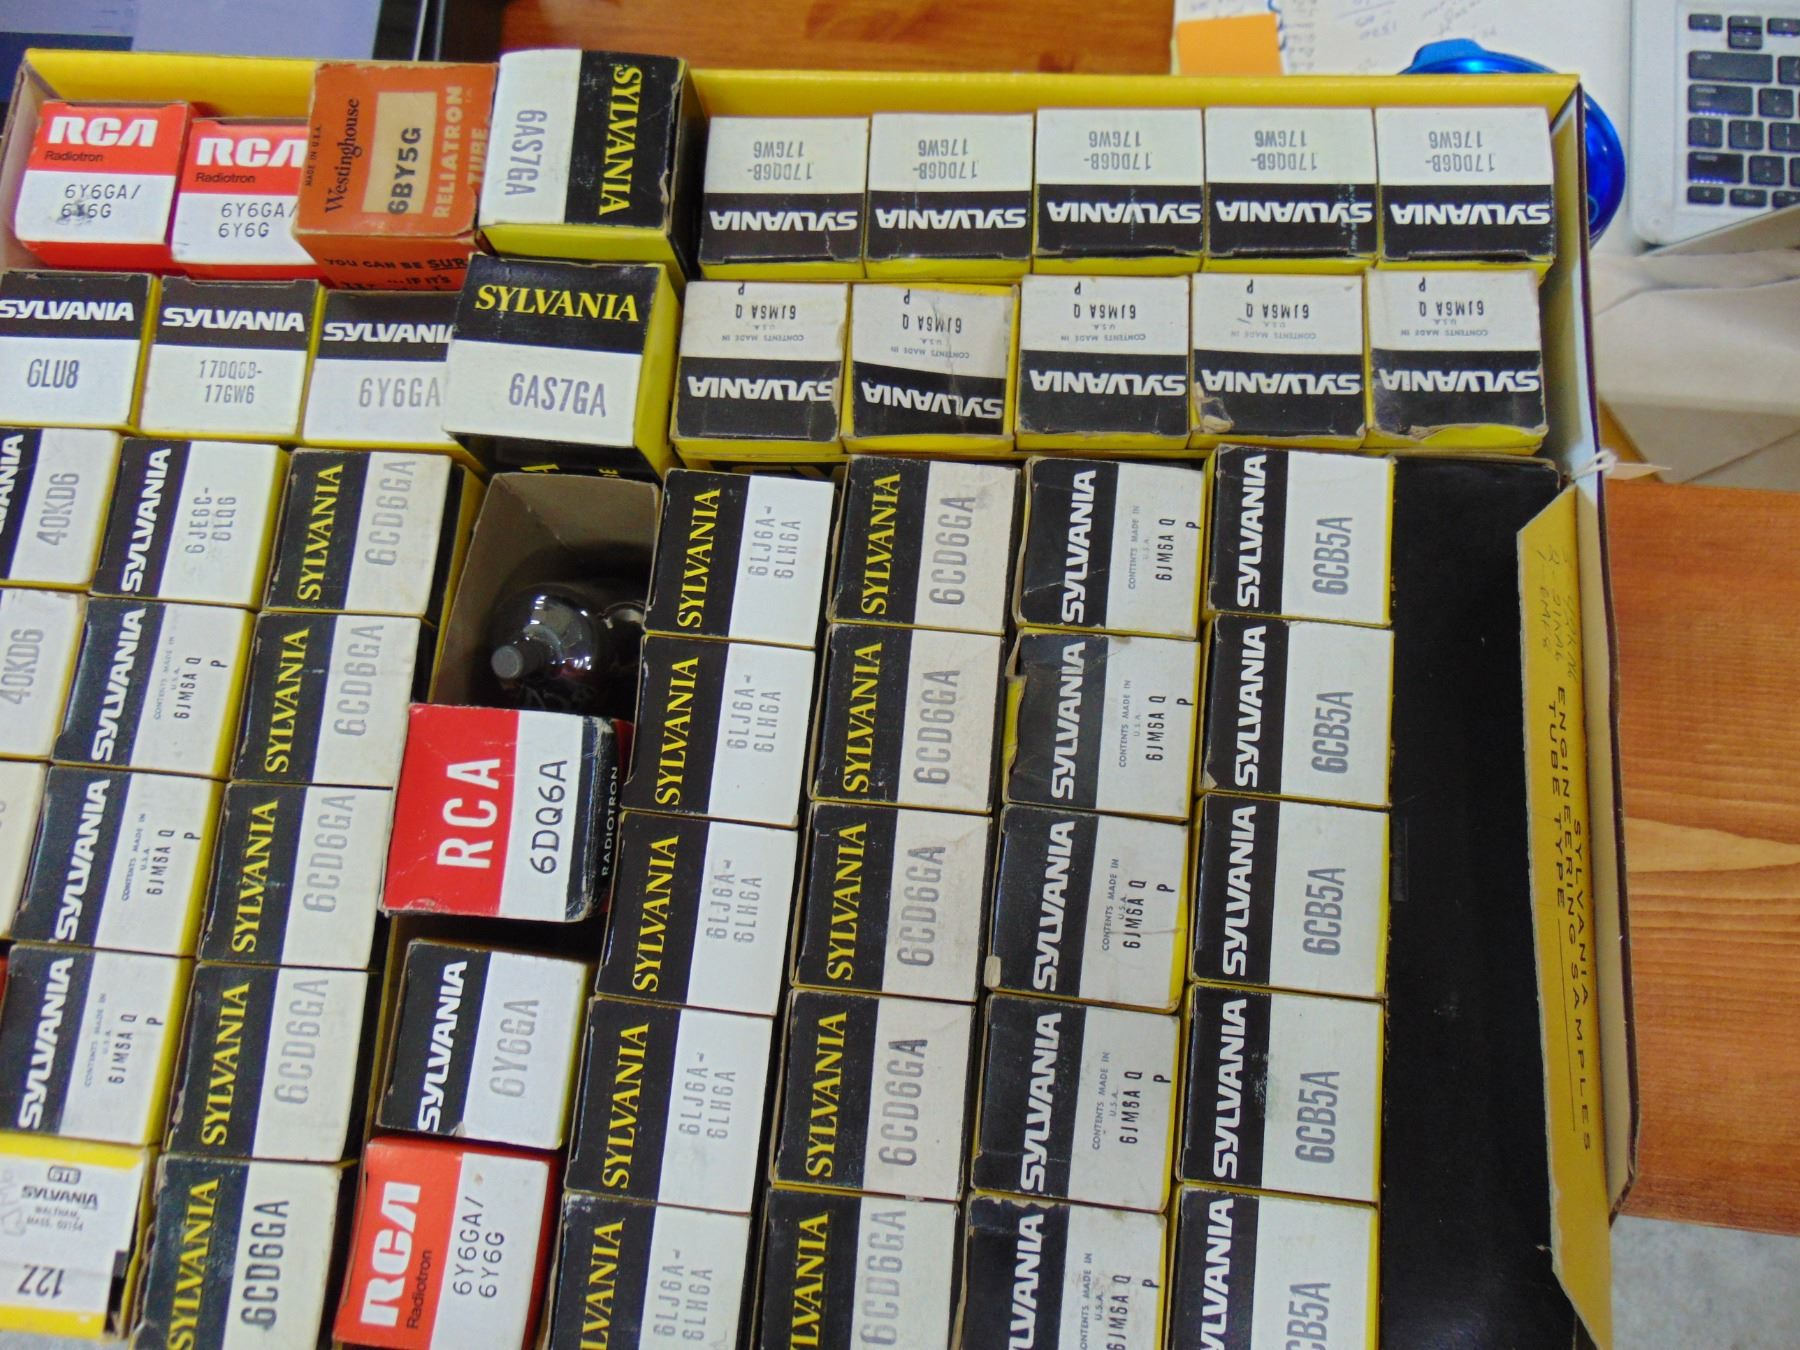 RCA
Radiotron
6Y6GA/
6Y6G
RCA
Radiotron
6Y6GA/
6Y6G
MADE IN U.S.A.
Westinghouse
6BY5G
RELIATRON
TUBE
YOU CAN BE SURE
...IF IT'S
6AS7GA
SYLVANIA
17DQ6B-
17GW6
SYLVANIA
17DQ6B-
17GW6
SYLVANIA
17DQ6B-
17GW6
SYLVANIA
17DQ6B-
17GW6
SYLVANIA
17DQ6B-
17GW6
SYLVANIA
SYLVANIA
6LU8
SYLVANIA
17DQ6B-
17GW6
SYLVANIA
6Y6GA
SYLVANIA
6AS7GA
P
6JM6A Q
CONTENTS MADE IN
U.S.A.
SYLVANIA
P
6JM6A Q
CONTENTS MADE IN
U.S.A.
SYLVANIA
P
6JM6A Q
CONTENTS MADE IN
U.S.A.
SYLVANIA
P
6JM6A Q
CONTENTS MADE IN
U.S.A.
SYLVANIA
P
6JM6A Q
CONTENTS MADE IN
U.S.A.
SYLVANIA
VANIA
40KD6
SYLVANIA
6JE6C-
6LQ6
SYLVANIA
6CD6GA
SYLVANIA
6LJ6A-
6LH6A
SYLVANIA
6CD6GA
SYLVANIA
CONTENTS MADE IN
U.S.A.
6JM6A Q
P
SYLVANIA
6CB5A
40KD6
SYLVANIA
CONTENTS MADE IN
U.S.A.
6JM6A Q
P
SYLVANIA
6CD6GA
RCA
6DQ6A
RADIOTRON
SYLVANIA
6LJ6A-
6LH6A
SYLVANIA
6CD6GA
SYLVANIA
CONTENTS MADE IN
U.S.A.
6JM6A Q
P
SYLVANIA
6CB5A
SYLVANIA
CONTENTS MADE IN
U.S.A.
6JM6A Q
P
SYLVANIA
6CD6GA
SYLVANIA
6LJ6A-
6LH6A
SYLVANIA
6CD6GA
SYLVANIA
CONTENTS MADE IN
U.S.A.
6JM6A Q
P
SYLVANIA
6CB5A
SYLVANIA
CONTENTS MADE IN
U.S.A.
6JM6A Q
P
SYLVANIA
6CD6GA
SYLVANIA
6Y6GA
SYLVANIA
6LJ6A-
6LH6A
SYLVANIA
6CD6GA
SYLVANIA
CONTENTS MADE IN
U.S.A.
6JM6A Q
P
SYLVANIA
6CB5A
GTE
SYLVANIA
WALTHAM,
MASS. 02154
12Z
SYLVANIA
6CD6GA
RCA
Radiotron
6Y6GA/
6Y6G
SYLVANIA
6LJ6A-
6LH6A
SYLVANIA
6CD6GA
SYLVANIA
CONTENTS MADE IN
U.S.A.
6JM6A Q
P
SYLVANIA
6CB5A
SYLVANIA
ENGINEERING SAMPLES
TUBE TYPE